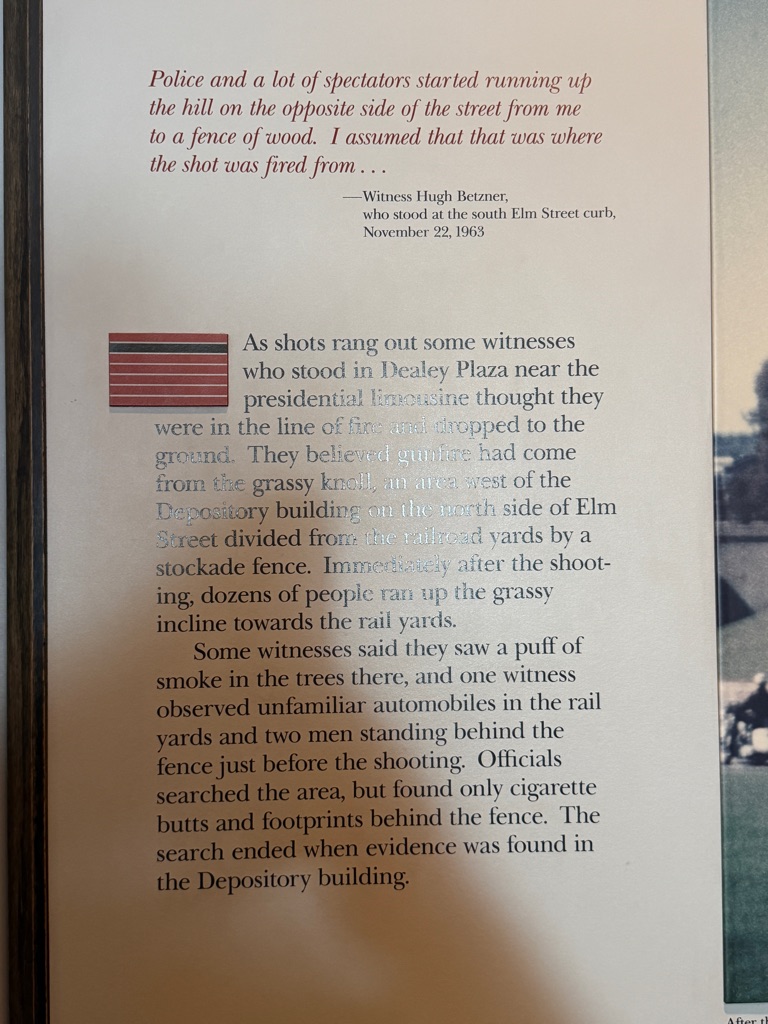 Police and a lot of spectators started running up
the hill on the opposite side of the street from me
to a fence of wood. I assumed that that was where
the shot was fired from . . .
—Witness Hugh Betzner,
who stood at the south Elm Street curb,
November 22, 1963
As shots rang out some witnesses
who stood in Dealey Plaza near the
presidential limousine thought they
were in the line of fire and dropped to the
ground. They believed gunfire had come
from the grassy knoll, an area west of the
Depository building on the north side of Elm
Street divided from the railroad yards by a
stockade fence. Immediately after the shoot-
ing, dozens of people ran up the grassy
incline towards the rail yards.
Some witnesses said they saw a puff of
smoke in the trees there, and one witness
observed unfamiliar automobiles in the rail
yards and two men standing behind the
fence just before the shooting. Officials
searched the area, but found only cigarette
butts and footprints behind the fence. The
search ended when evidence was found in
the Depository building.
After